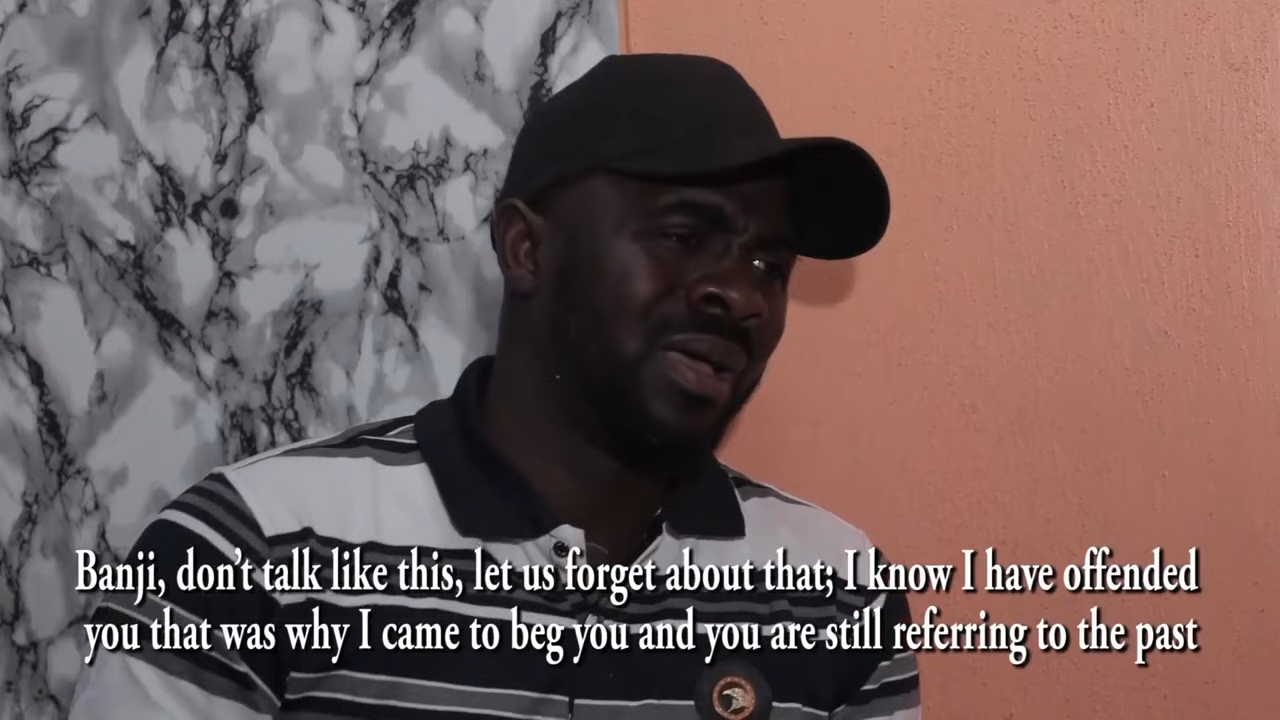 Banji, don't talk like this, let us forget about that; I know I have offended
you that was why I came to beg you and you are still referring to the past